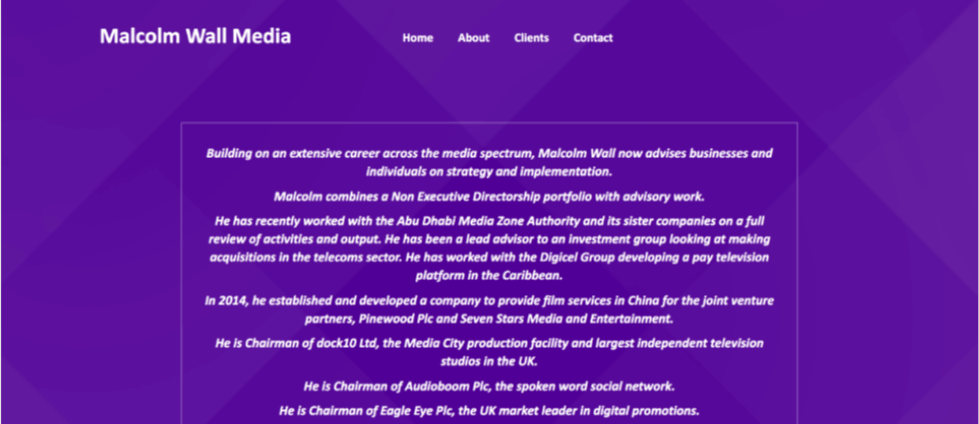 Malcolm Wall Media
Home About Clients Contact
Building on an extensive career across the media spectrum, Malcolm Wall now advises businesses and
individuals on strategy and implementation.
Malcolm combines a Non Executive Directorship portfolio with advisory work.
He has recently worked with the Abu Dhabi Media Zone Authority and its sister companies on a full
review of activities and output. He has been a lead advisor to an investment group looking at making
acquisitions in the telecoms sector. He has worked with the Digicel Group developing a pay television
platform in the Caribbean.
In 2014, he established and developed a company to provide film services in China for the joint venture
partners, Pinewood Plc and Seven Stars Media and Entertainment.
He is Chairman of dock10 Ltd, the Media City production facility and largest independent television
studios in the UK.
He is Chairman of Audioboom Plc, the spoken word social network.
He is Chairman of Eagle Eye Plc, the UK market leader in digital promotions.